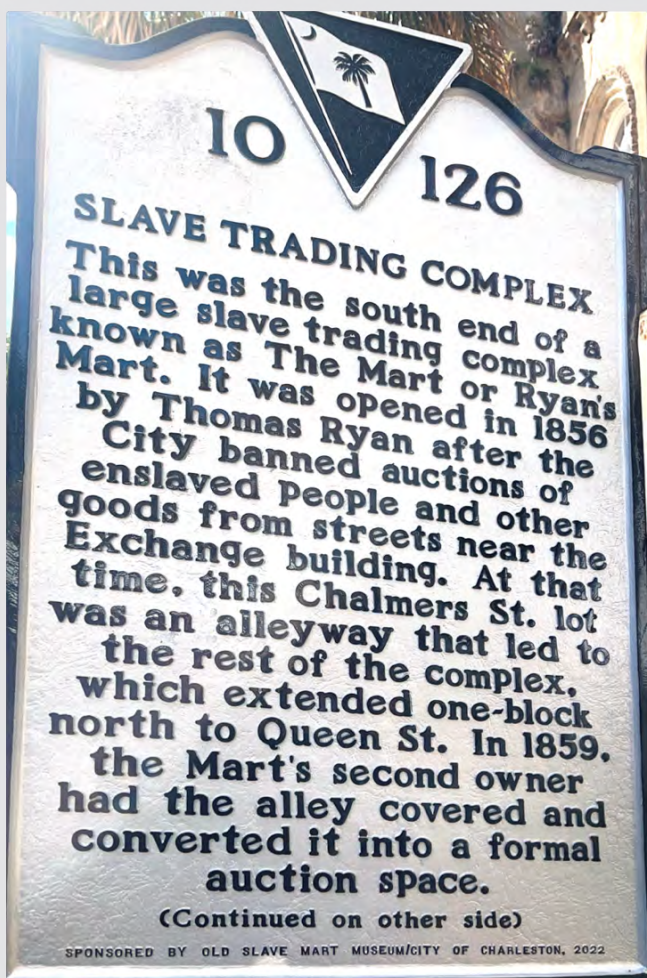 10
126
SLAVE TRADING COMPLEX
This was the south end of a
large slave trading complex
known as The Mart or Ryan's
Mart. It was opened in 1856
by Thomas Ryan after the
City banned auctions of
enslaved people and other
goods from streets near the
Exchange building. At that
time, this Chalmers St. lot
was an alleyway that led to
the rest of the complex,
which extended one-block
north to Queen St. In 1859,
the Mart's second owner
had the alley covered and
converted it into a formal
auction space.
(Continued on other side)
SPONSORED BY OLD SLAVE MART MUSEUM/CITY OF CHARLESTON, 2022